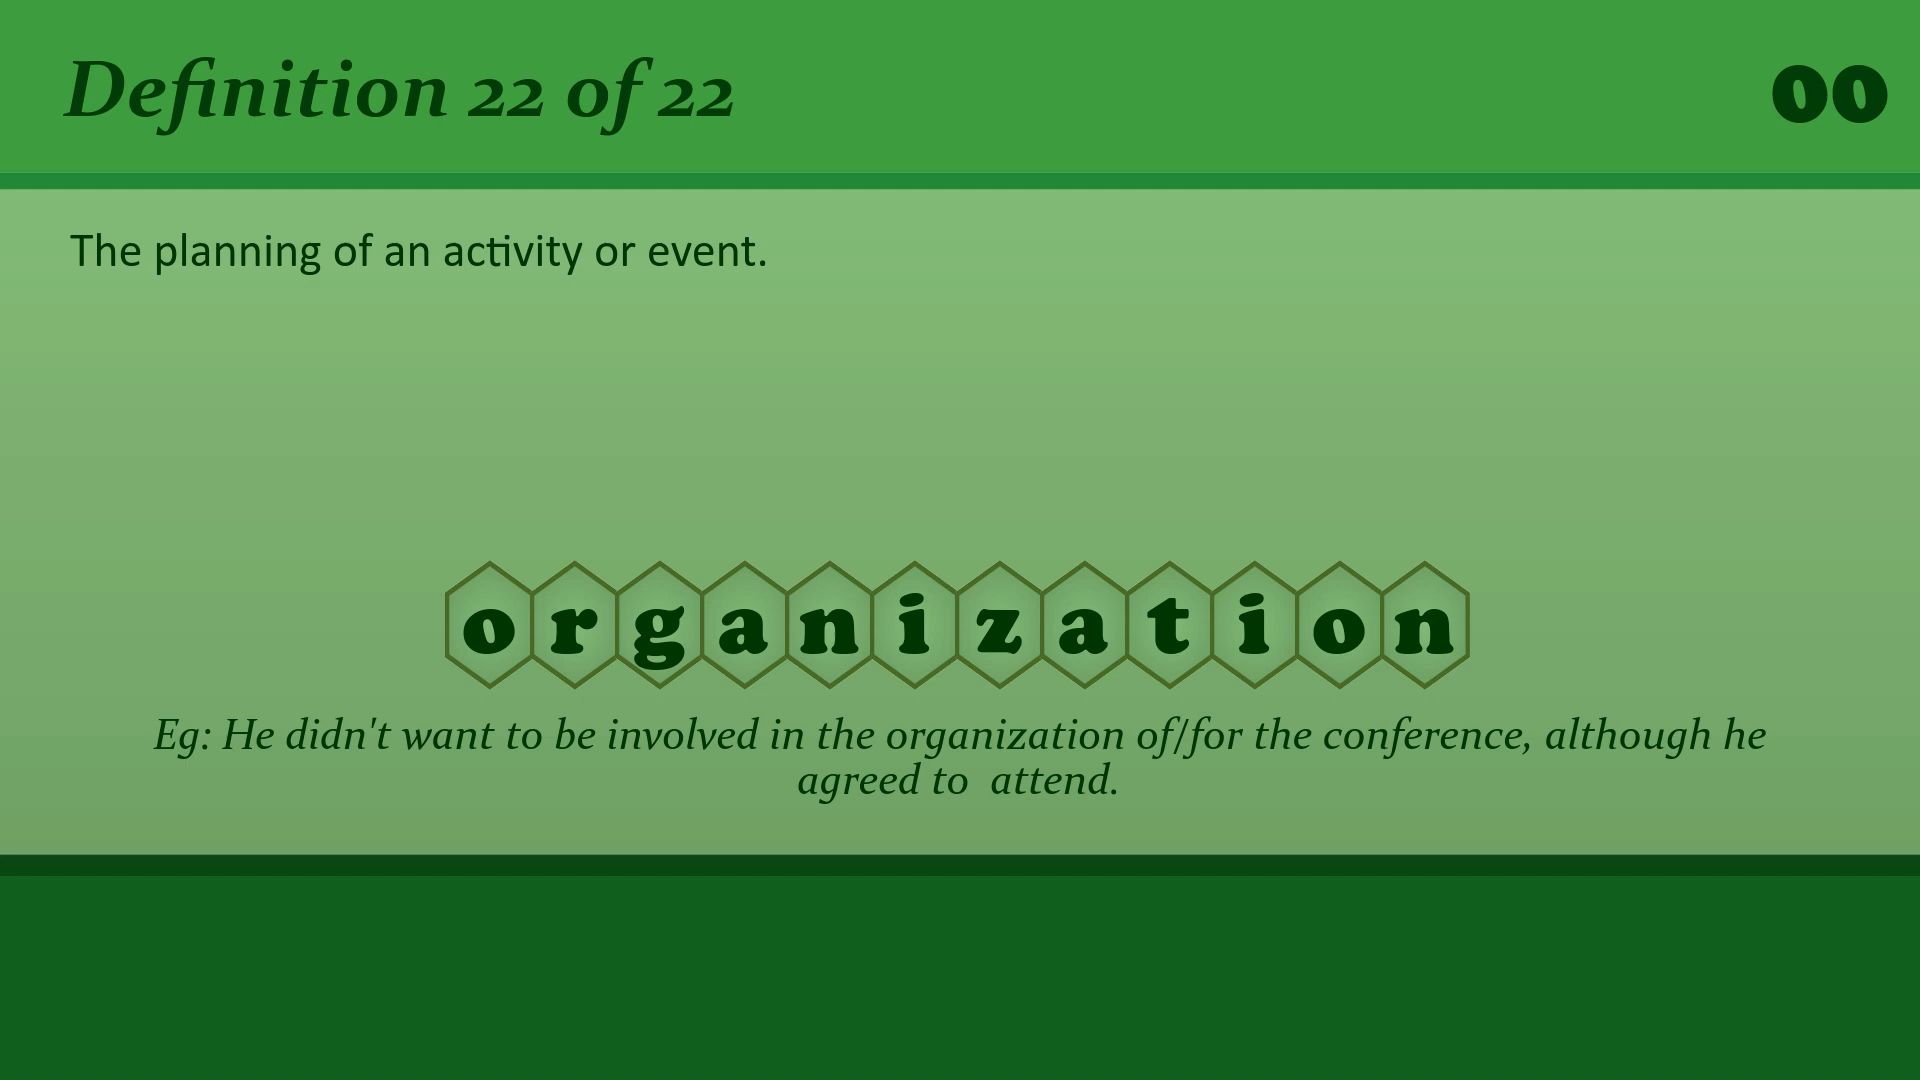 Definition 22 of 22
00
The planning of an activity or event.
organization
Eg: He didn't want to be involved in the organization of/for the conference, although he
agreed to  attend.